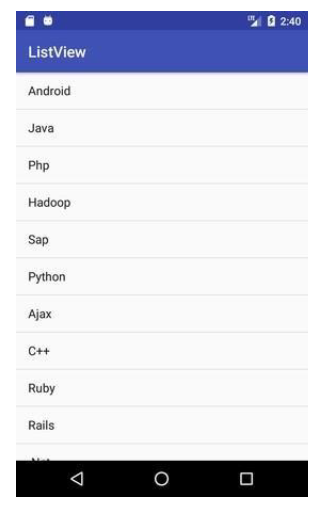 2:40
ListView
Android
Java
Php
Hadoop
Sap
Python
Ajax
C++
Ruby
Rails